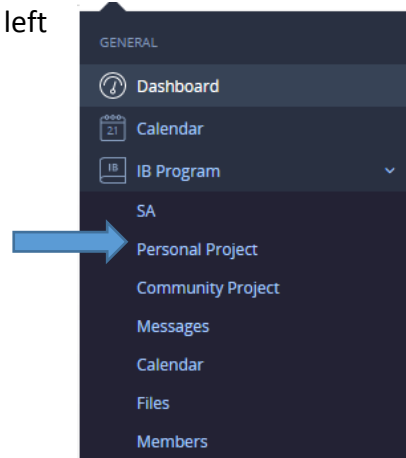 left
GENERAL
Dashboard
21 Calendar
IB IB Program
SA
Personal Project
Community Project
Messages
Calendar
Files
Members